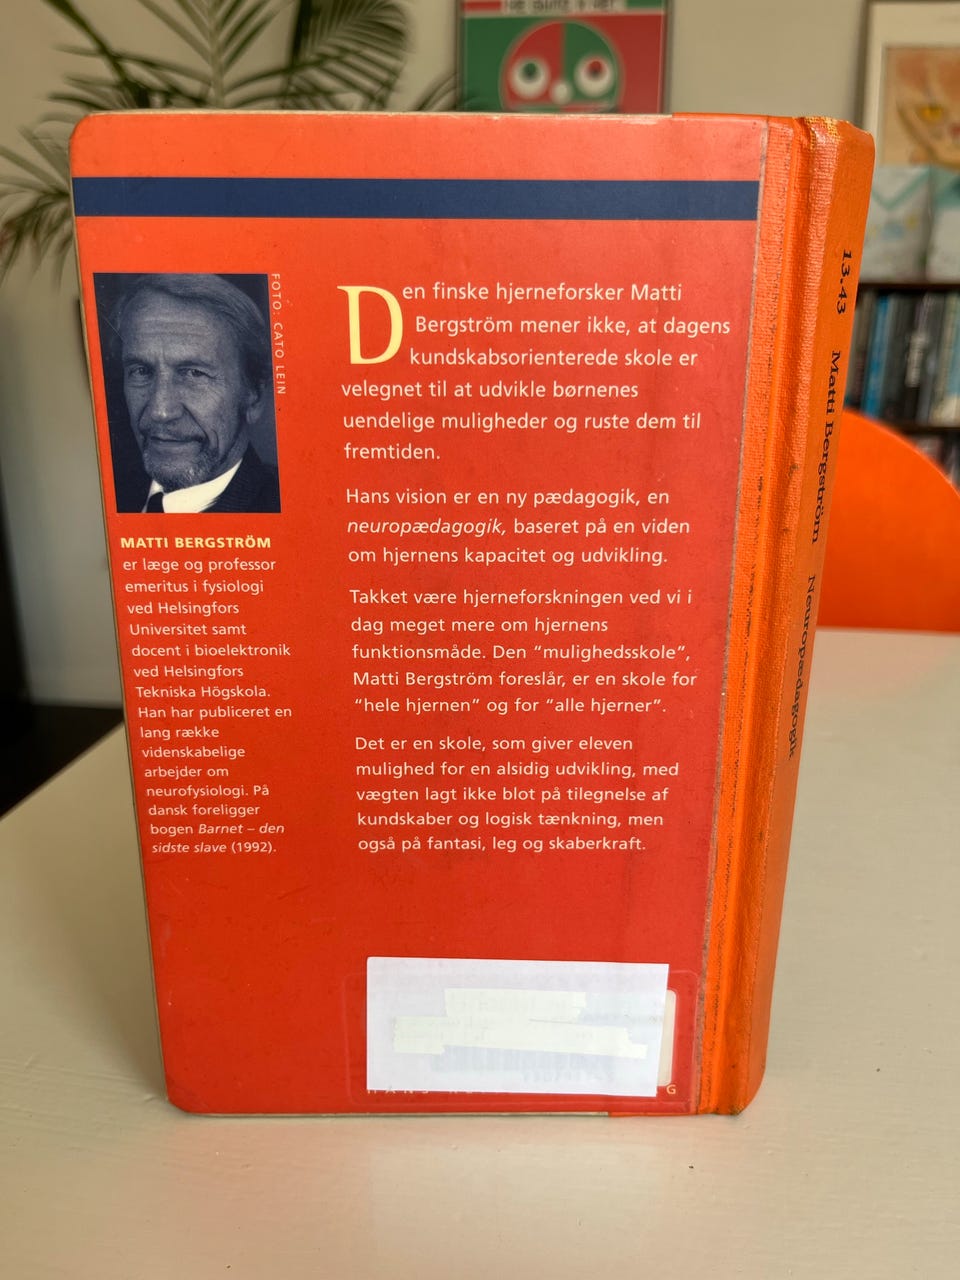 FOTO: CATO LEIN
MATTI BERGSTRÖM
er læge og professor
emeritus i fysiologi
ved Helsingfors
Universitet samt
docent i bioelektronik
ved Helsingfors
Tekniska Högskola.
Han har publiceret en
lang række
videnskabelige
arbejder om
neurofysiologi. På
dansk foreligger
bogen Barnet – den
sidste slave (1992).
Den finske hjerneforsker Matti
Bergström mener ikke, at dagens
kundskabsorienterede skole er
velegnet til at udvikle børnenes
uendelige muligheder og ruste dem til
fremtiden.
Hans vision er en ny pædagogik, en
neuropædagogik, baseret på en viden
om hjernens kapacitet og udvikling.
Takket være hjerneforskningen ved vi i
dag meget mere om hjernens
funktionsmåde. Den “mulighedsskole”,
Matti Bergström foreslår, er en skole for
“hele hjernen” og for “alle hjerner”.
Det er en skole, som giver eleven
mulighed for en alsidig udvikling, med
vægten lagt ikke blot på tilegnelse af
kundskaber og logisk tænkning, men
også på fantasi, leg og skaberkraft.
13.43 Matti Bergström Neuropædagogik